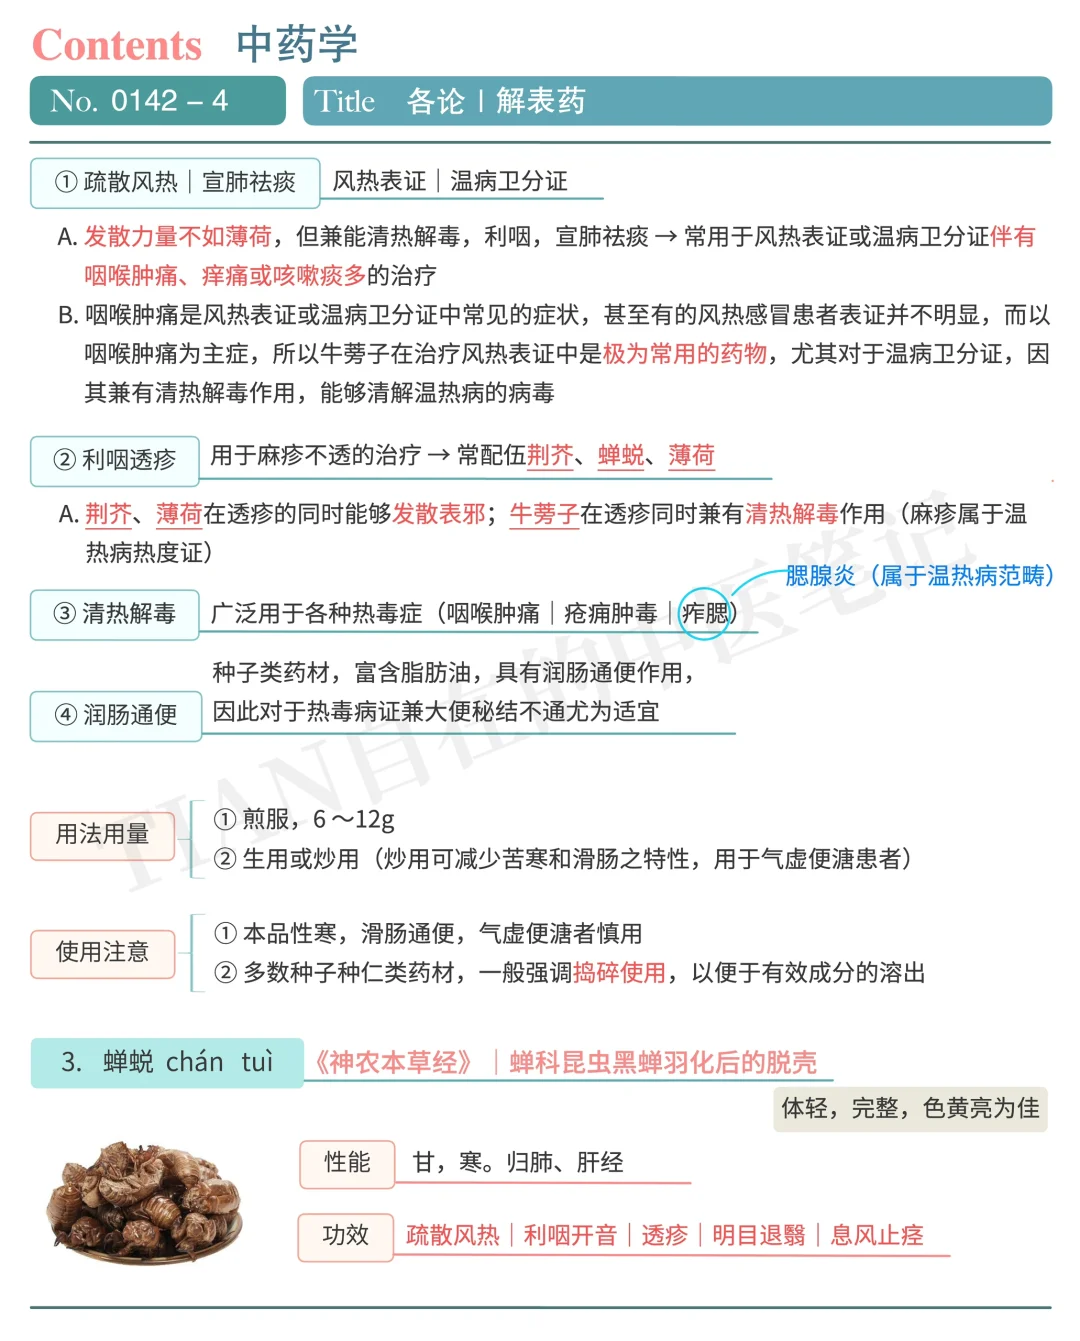 Contents 中药学
No. 0142 – 4 Title 各论 | 解表药
① 疏散风热｜宣肺祛痰 风热表证｜温病卫分证
A. 发散力量不如薄荷，但兼能清热解毒，利咽，宣肺祛痰 → 常用于风热表证或温病卫分证伴有
咽喉肿痛、痒痛或咳嗽痰多的治疗
B. 咽喉肿痛是风热表证或温病卫分证中常见的症状，甚至有的风热感冒患者表证并不明显，而以
咽喉肿痛为主症，所以牛蒡子在治疗风热表证中是极为常用的药物，尤其对于温病卫分证，因
其兼有清热解毒作用，能够清解温热病的病毒
② 利咽透疹 用于麻疹不透的治疗 → 常配伍荆芥、蝉蜕、薄荷
A. 荆芥、薄荷在透疹的同时能够发散表邪；牛蒡子在透疹同时兼有清热解毒作用（麻疹属于温
热病热度证）
腮腺炎（属于温热病范畴）
③ 清热解毒 广泛用于各种热毒症（咽喉肿痛｜疮痈肿毒｜痄腮）
种子类药材，富含脂肪油，具有润肠通便作用，
④ 润肠通便 因此对于热毒病证兼大便秘结不通尤为适宜
用法用量
① 煎服，6 ～12g
② 生用或炒用（炒用可减少苦寒和滑肠之特性，用于气虚便溏患者）
使用注意
① 本品性寒，滑肠通便，气虚便溏者慎用
② 多数种子种仁类药材，一般强调捣碎使用，以便于有效成分的溶出
3. 蝉蜕 chán tuì 《神农本草经》｜蝉科昆虫黑蝉羽化后的脱壳
体轻，完整，色黄亮为佳
性能 甘，寒。归肺、肝经
功效 疏散风热｜利咽开音｜透疹｜明目退翳｜息风止痉
TIAN自在的中医笔记